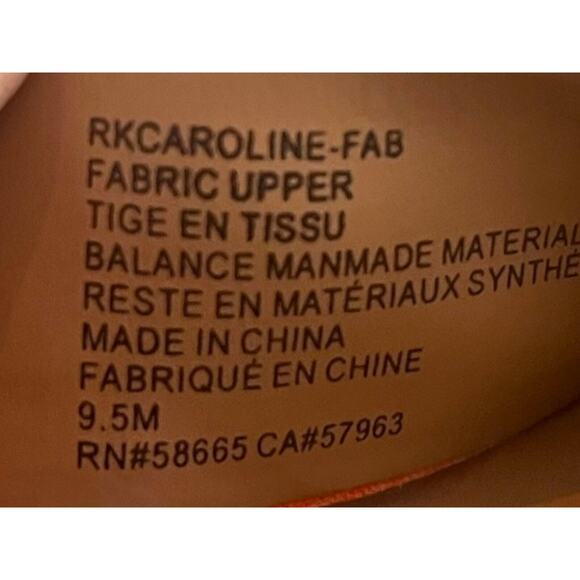 RKCAROLINE-FAB
FABRIC UPPER
TIGE EN TISSU
BALANCE MANMADE MATERIAL
RESTE EN MATÉRIAUX SYNTHÉ
MADE IN CHINA
FABRIQUÉ EN CHINE
9.5M
RN#58665 CA#57963